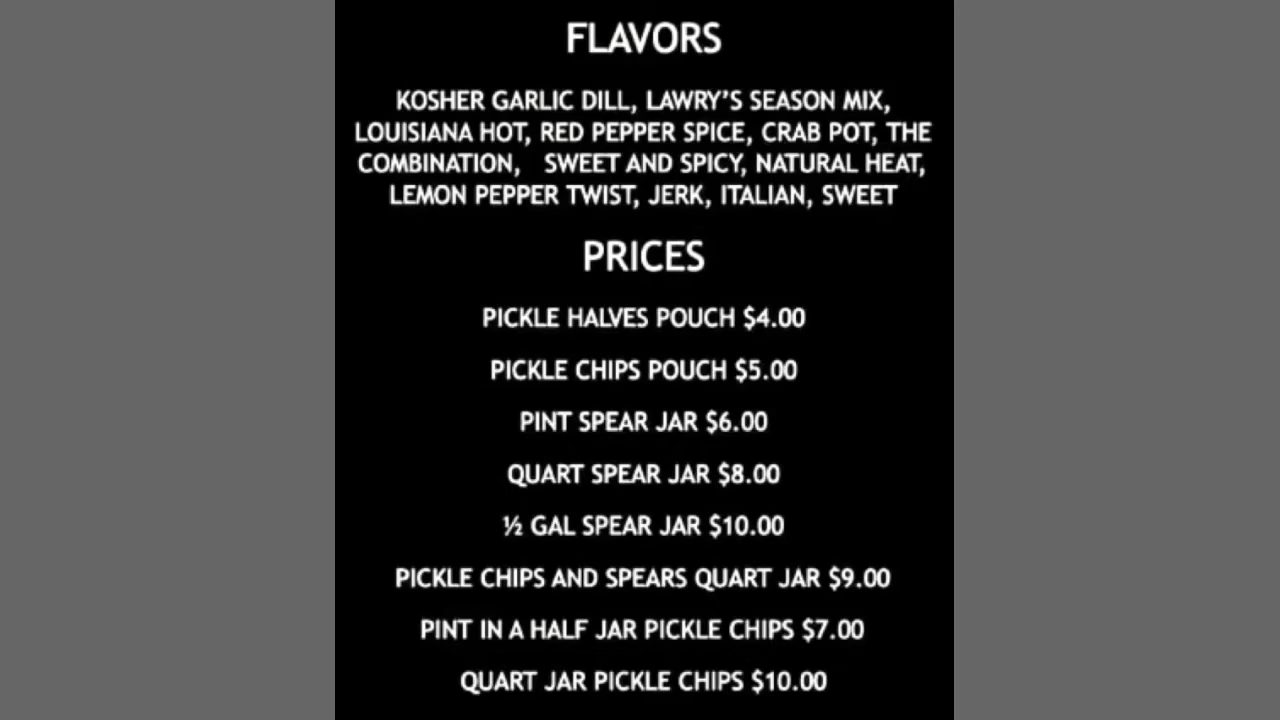 FLAVORS
KOSHER GARLIC DILL, LAWRY'S SEASON MIX,
LOUISIANA HOT, RED PEPPER SPICE, CRAB POT, THE
COMBINATION, SWEET AND SPICY, NATURAL HEAT,
LEMON PEPPER TWIST, JERK, ITALIAN, SWEET
PRICES
PICKLE HALVES POUCH $4.00
PICKLE CHIPS POUCH $5.00
PINT SPEAR JAR $6.00
QUART SPEAR JAR $8.00
½ GAL SPEAR JAR $10.00
PICKLE CHIPS AND SPEARS QUART JAR $9.00
PINT IN A HALF JAR PICKLE CHIPS $7.00
QUART JAR PICKLE CHIPS $10.00